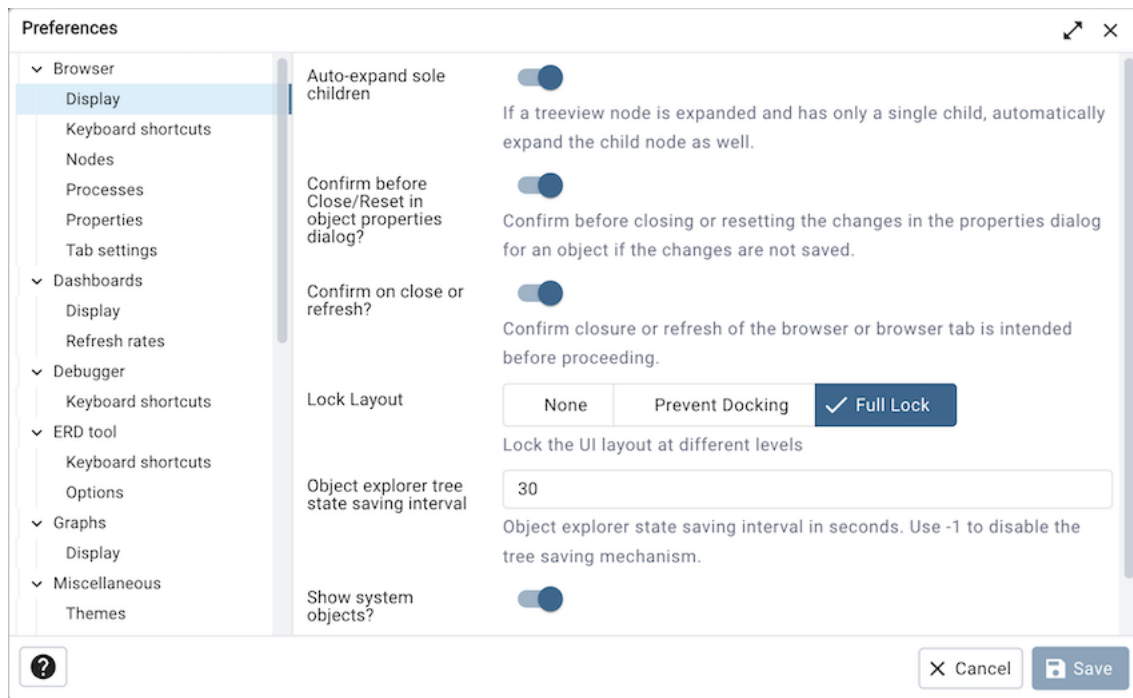 Preferences
Browser
Display
Keyboard shortcuts
Nodes
Processes
Properties
Tab settings
Dashboards
Display
Refresh rates
Debugger
Keyboard shortcuts
ERD tool
Keyboard shortcuts
Options
Graphs
Display
Miscellaneous
Themes
Auto-expand sole
children
If a treeview node is expanded and has only a single child, automatically
expand the child node as well.
Confirm before
Close/Reset in
object properties
dialog?
Confirm before closing or resetting the changes in the properties dialog
for an object if the changes are not saved.
Confirm on close or
refresh?
Confirm closure or refresh of the browser or browser tab is intended
before proceeding.
Lock Layout
None Prevent Docking Full Lock
Lock the UI layout at different levels
Object explorer tree
state saving interval
30
Object explorer state saving interval in seconds. Use -1 to disable the
tree saving mechanism.
Show system
objects?
? Cancel Save